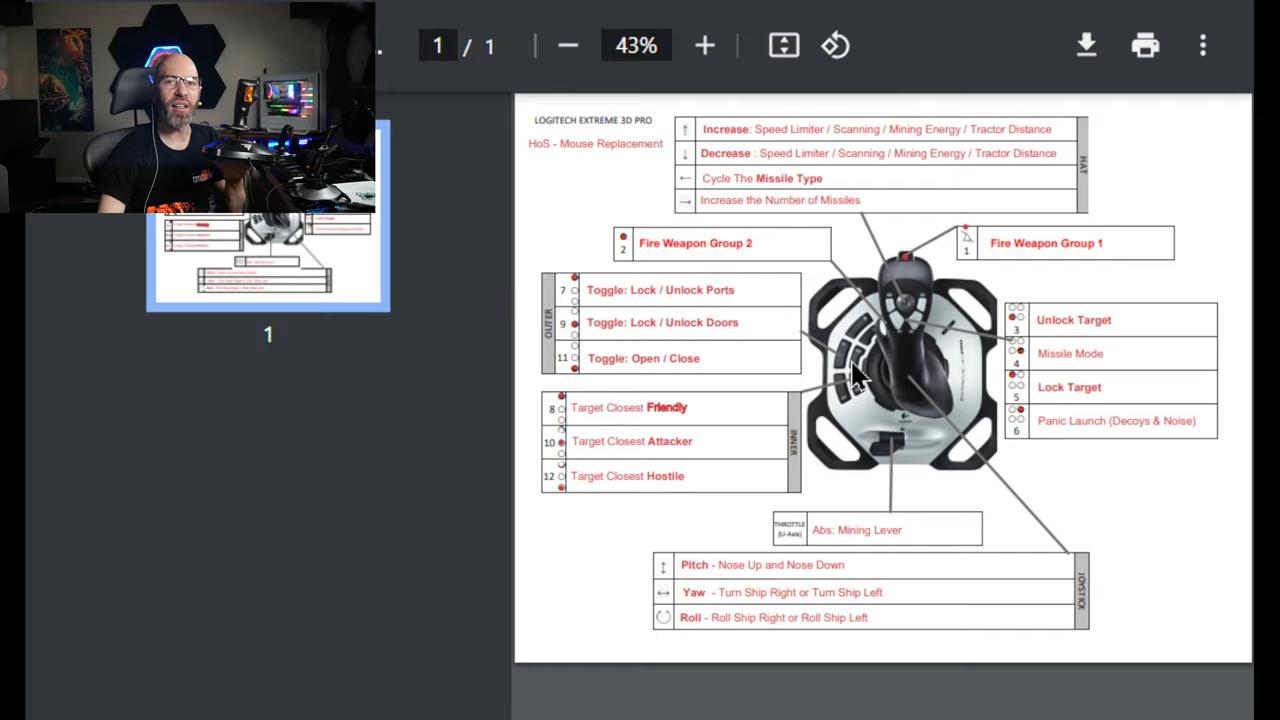 1 / 1
43%
LOGITECH EXTREME 3D PRO
HoS - Mouse Replacement
↑ Increase: Speed Limiter / Scanning / Mining Energy / Tractor Distance
↓ Decrease : Speed Limiter / Scanning / Mining Energy / Tractor Distance
← Cycle The Missile Type
→ Increase the Number of Missiles
HAT
2 Fire Weapon Group 2
1 Fire Weapon Group 1
OUTER
7 Toggle: Lock / Unlock Ports
9 Toggle: Lock / Unlock Doors
11 Toggle: Open / Close
3 Unlock Target
4 Missile Mode
5 Lock Target
6 Panic Launch (Decoys & Noise)
8 Target Closest Friendly
10 Target Closest Attacker
12 Target Closest Hostile
INNER
THROTTLE
(U-Axis)
Abs: Mining Lever
Pitch - Nose Up and Nose Down
Yaw - Turn Ship Right or Turn Ship Left
Roll - Roll Ship Right or Roll Ship Left
JOYSTICK
1